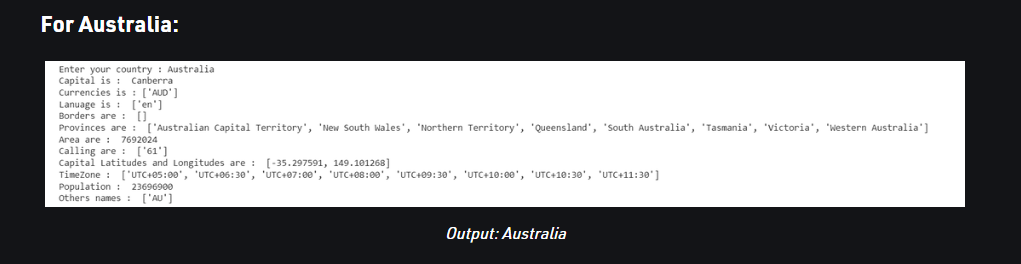 For Australia:
Enter your country : Australia
Capital is :  Canberra
Currencies is : ['AUD']
Lanuage is :  ['en']
Borders are :  []
Provinces are :  ['Australian Capital Territory', 'New South Wales', 'Northern Territory', 'Queensland', 'South Australia', 'Tasmania', 'Victoria', 'Western Australia']
Area are :  7692024
Calling are :  ['61']
Capital Latitudes and Longitudes are :  [-35.297591, 149.101268]
TimeZone :  ['UTC+05:00', 'UTC+06:30', 'UTC+07:00', 'UTC+08:00', 'UTC+09:30', 'UTC+10:00', 'UTC+10:30', 'UTC+11:30']
Population :  23696900
Others names :  ['AU']
Output: Australia